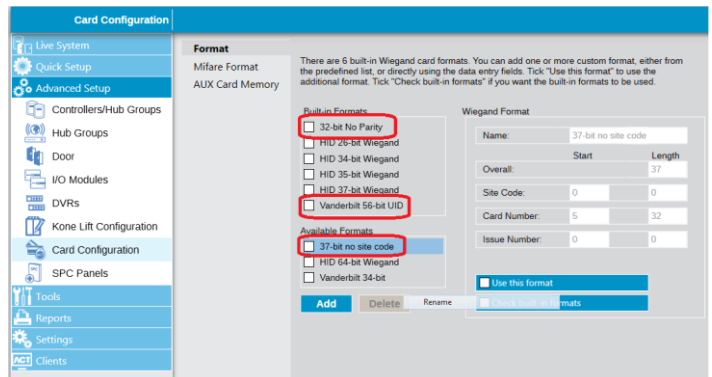 Card Configuration
Live System
Quick Setup
Advanced Setup
Controllers/Hub Groups
Hub Groups
Door
I/O Modules
DVRs
Kone Lift Configuration
Card Configuration
SPC Panels
Tools
Reports
Settings
ACT Clients
Format
Mifare Format
AUX Card Memory
There are 6 built-in Wiegand card formats. You can add one or more custom format, either from
the predefined list, or directly using the data entry fields. Tick "Use this format" to use the
additional format. Tick "Check built-in formats" if you want the built-in formats to be used.
Built-in Formats
32-bit No Parity
HID 26-bit Wiegand
HID 34-bit Wiegand
HID 35-bit Wiegand
HID 37-bit Wiegand
Vanderbilt 56-bit UID
Available Formats
37-bit no site code
HID 64-bit Wiegand
Vanderbilt 34-bit
Add Delete Rename
Wiegand Format
Name: 37-bit no site code
Start Length
Overall: 37
Site Code: 0 0
Card Number: 5 32
Issue Number: 0 0
Use this format
Check built-in formats